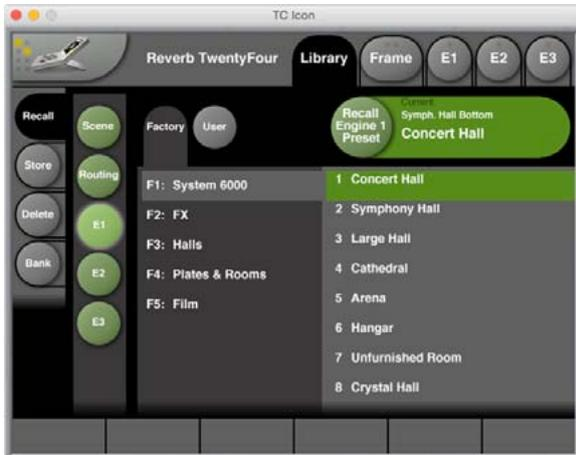 TC Icon
Reverb TwentyFour
Library
Frame
E1
E2
E3
Recall
Store
Delete
Bank
Scene
Routing
E1
E2
E3
Factory
User
Recall
Engine 1
Preset
Current
Symph. Hall Bottom
Concert Hall
F1: System 6000
F2: FX
F3: Halls
F4: Plates & Rooms
F5: Film
1 Concert Hall
2 Symphony Hall
3 Large Hall
4 Cathedral
5 Arena
6 Hangar
7 Unfurnished Room
8 Crystal Hall